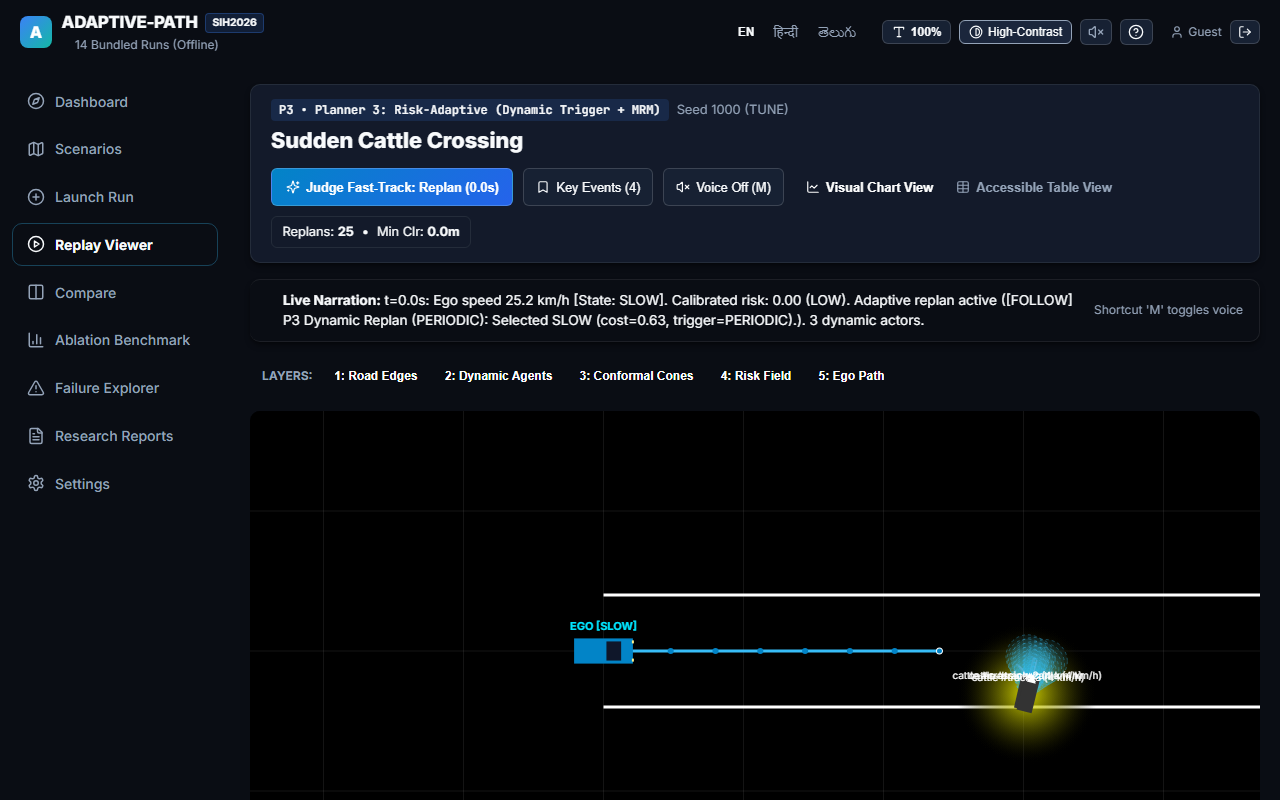 A
ADAPTIVE-PATH SIH2026
14 Bundled Runs (Offline)
EN हिन्दी తెలుగు 100% High-Contrast Guest
Dashboard
Scenarios
Launch Run
Replay Viewer
Compare
Ablation Benchmark
Failure Explorer
Research Reports
Settings
P3 • Planner 3: Risk-Adaptive (Dynamic Trigger + MRM) Seed 1000 (TUNE)
Sudden Cattle Crossing
Judge Fast-Track: Replan (0.0s) Key Events (4) Voice Off (M) Visual Chart View Accessible Table View
Replans: 25 • Min Clr: 0.0m
Live Narration: t=0.0s: Ego speed 25.2 km/h [State: SLOW]. Calibrated risk: 0.00 (LOW). Adaptive replan active ([FOLLOW]
P3 Dynamic Replan (PERIODIC): Selected SLOW (cost=0.63, trigger=PERIODIC).). 3 dynamic actors.
Shortcut 'M' toggles voice
LAYERS: 1: Road Edges 2: Dynamic Agents 3: Conformal Cones 4: Risk Field 5: Ego Path
EGO [SLOW]